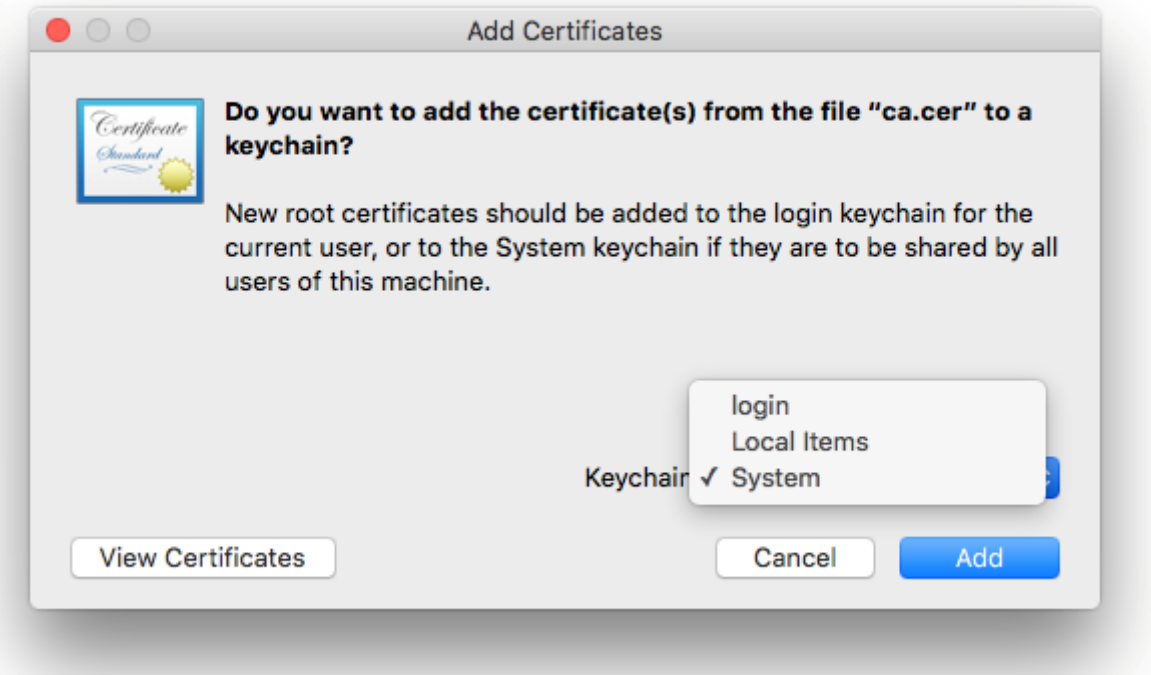 Add Certificates
Certificate
Standard
Do you want to add the certificate(s) from the file “ca.cer” to a
keychain?
New root certificates should be added to the login keychain for the
current user, or to the System keychain if they are to be shared by all
users of this machine.
login
Local Items
Keychain ✓ System
View Certificates
Cancel
Add